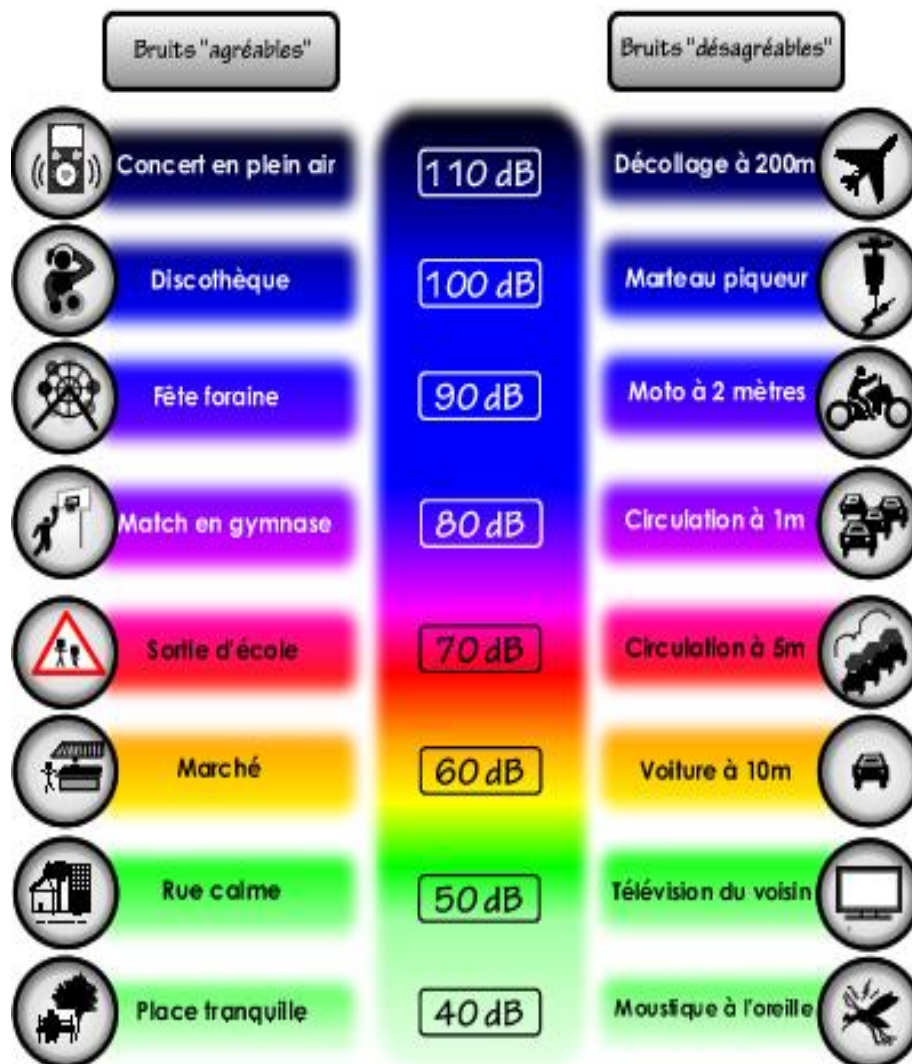 Bruits "agréables" Bruits "désagréables"
Concert en plein air 110 dB Décollage à 200m
Discothèque 100 dB Marteau piqueur
Fête foraine 90 dB Moto à 2 mètres
Match en gymnase 80 dB Circulation à 1m
Sortie d'école 70 dB Circulation à 5m
Marché 60 dB Voiture à 10m
Rue calme 50 dB Télévision du voisin
Place tranquille 40 dB Moustique à l'oreille